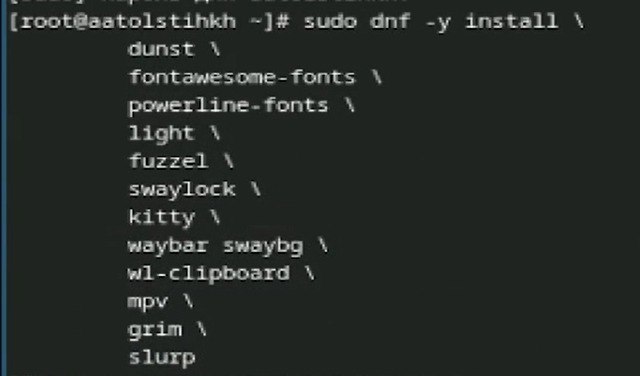 [root@aatolstihkh ~]# sudo dnf -y install \
dunst \
fontawesome-fonts \
powerline-fonts \
light \
fuzzel \
swaylock \
kitty \
waybar swaybg \
wl-clipboard \
mpv \
grim \
slurp